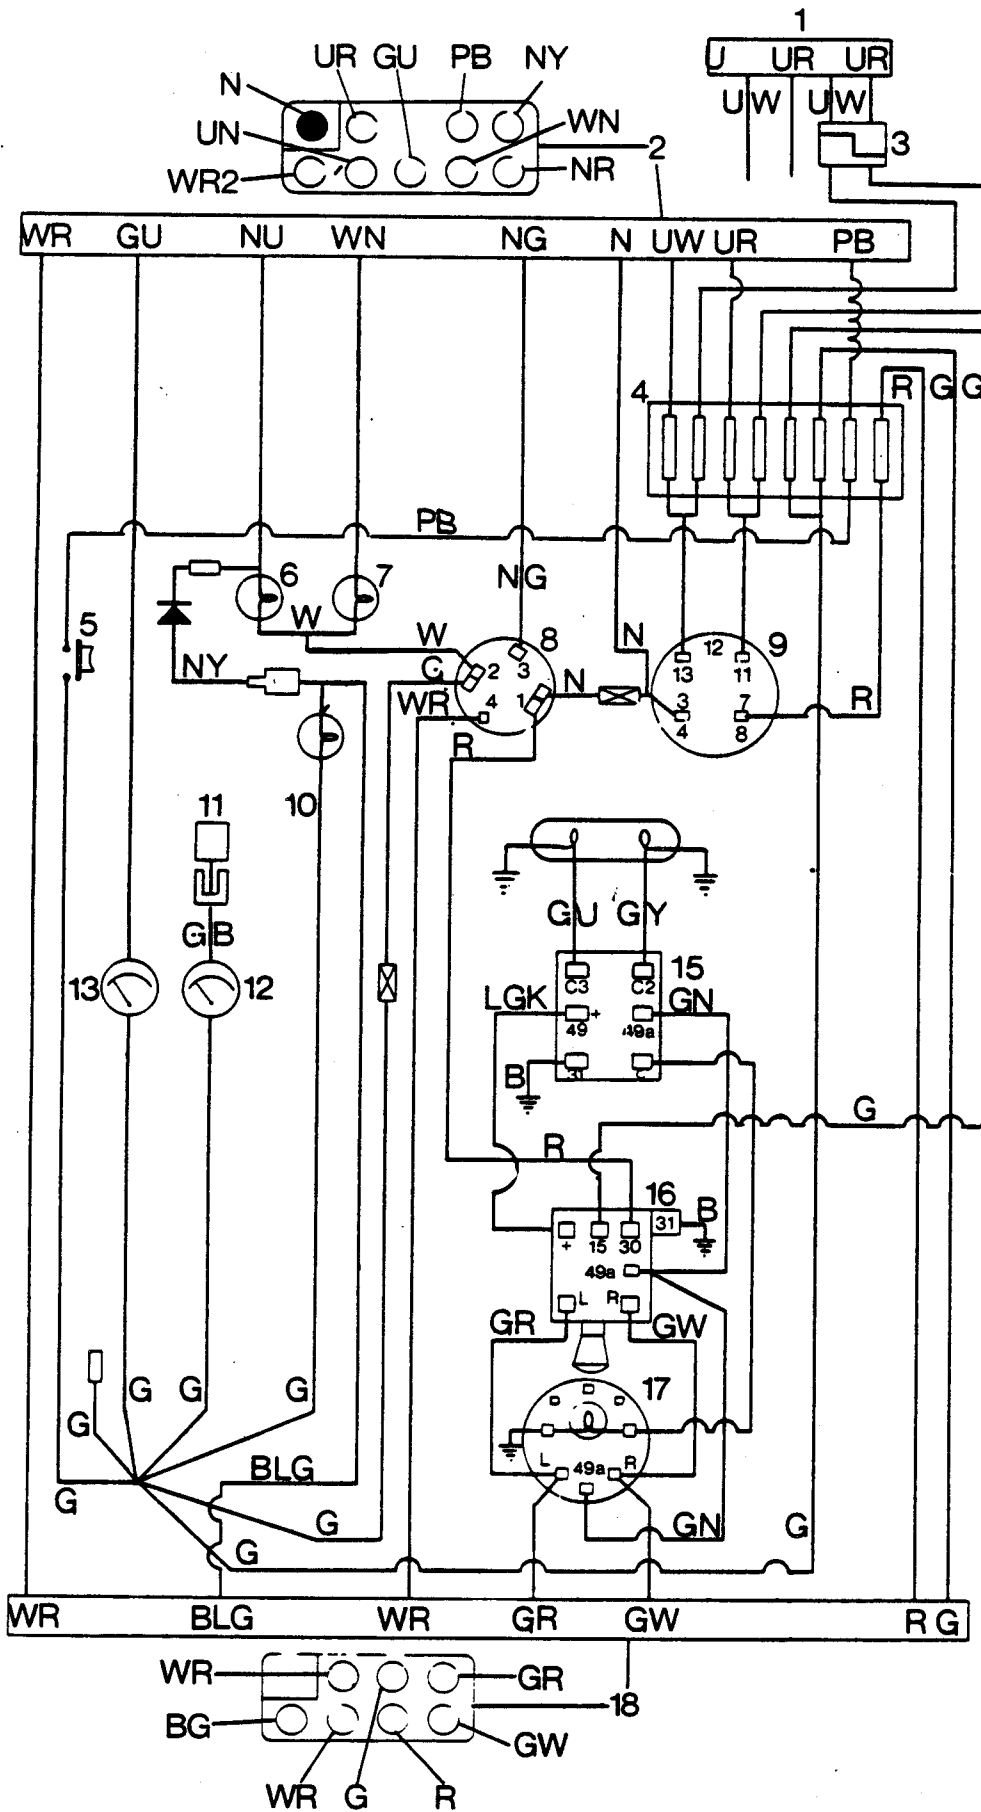 1
U UR UR
UW UW
3
UR GU PB NY
N
UN
WN
2
WR2
NR
WR GU NU WN NG N UW UR PB
4
R G G
PB
6 7
NG
W
5
W
8
N
9
NY
G
2 3
N
13 12 11
WR
4 1
3 7
R
4 8
R
11
10
GB
GU GY
13
12
15
C3 C2
LGK
GN
49 + 49a
31 C
B
G
R
16
B
31
+ 15 30
49a
L R
GR
GW
17
G G G
G
L 49a R
BLG
G
G
GN
G
G
WR BLG WR GR GW R G
WR
GR
18
BG
GW
WR G R